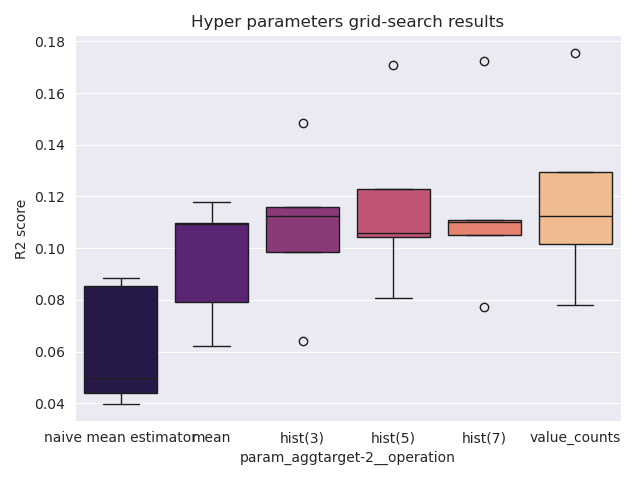 Hyper parameters grid-search results
R2 score
0.18
0.16
0.14
0.12
0.10
0.08
0.06
0.04
naive mean estimator mean hist(3) hist(5) hist(7) value_counts
param_aggtarget-2__operation